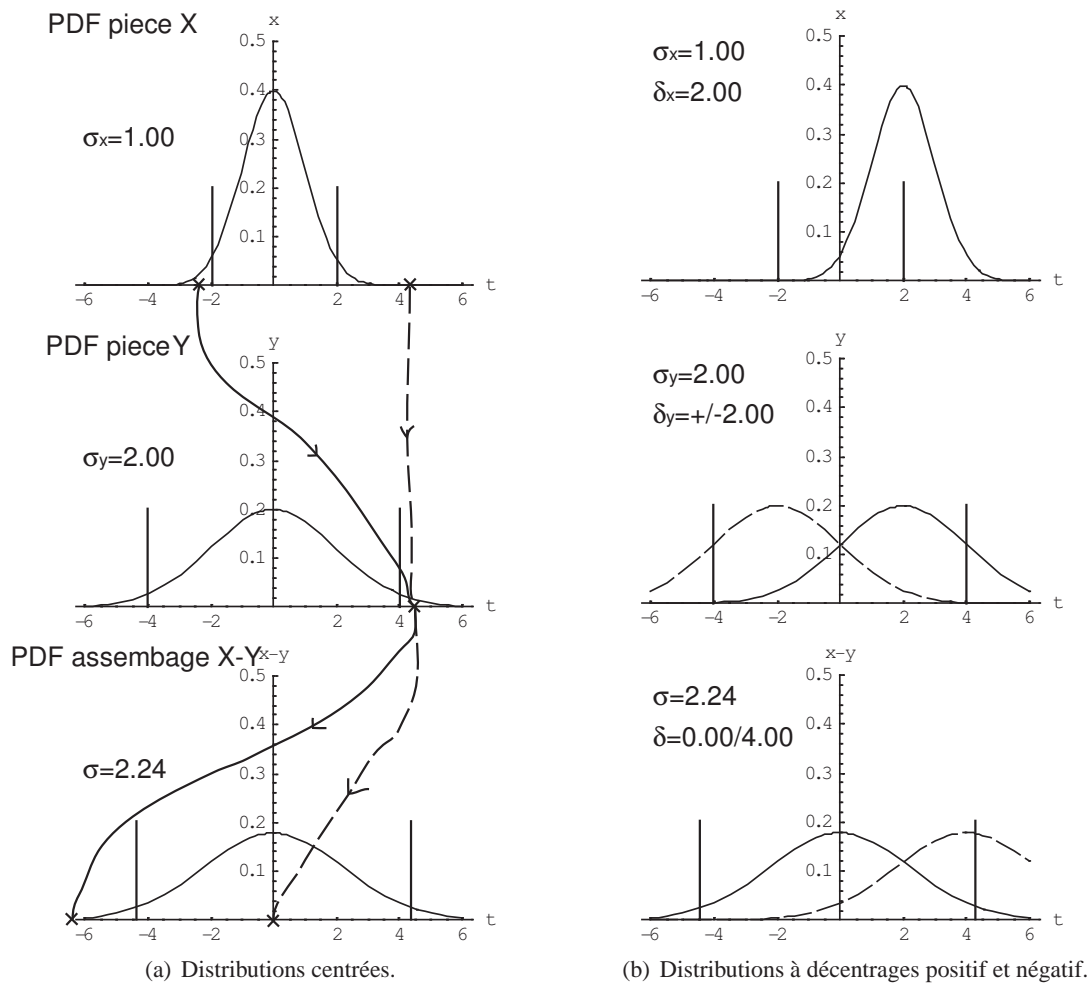 PDF piece X
x
0.5
0.4
0.3
0.2
0.1
σx=1.00
−6 −4 −2 2 4 6 t
PDF piece Y
y
0.5
0.4
0.3
0.2
0.1
σy=2.00
−6 −4 −2 2 4 6 t
PDF assembage X-Y
x−y
0.5
0.4
0.3
0.2
0.1
σ=2.24
−6 −4 −2 2 4 6 t
(a) Distributions centrées.
x
0.5
0.4
0.3
0.2
0.1
σx=1.00
δx=2.00
−6 −4 −2 2 4 6 t
y
0.5
0.4
0.3
0.2
0.1
σy=2.00
δy=+/-2.00
−6 −4 −2 2 4 6 t
x−y
0.5
0.4
0.3
0.2
0.1
σ=2.24
δ=0.00/4.00
−6 −4 −2 2 4 6 t
(b) Distributions à décentrages positif et négatif.